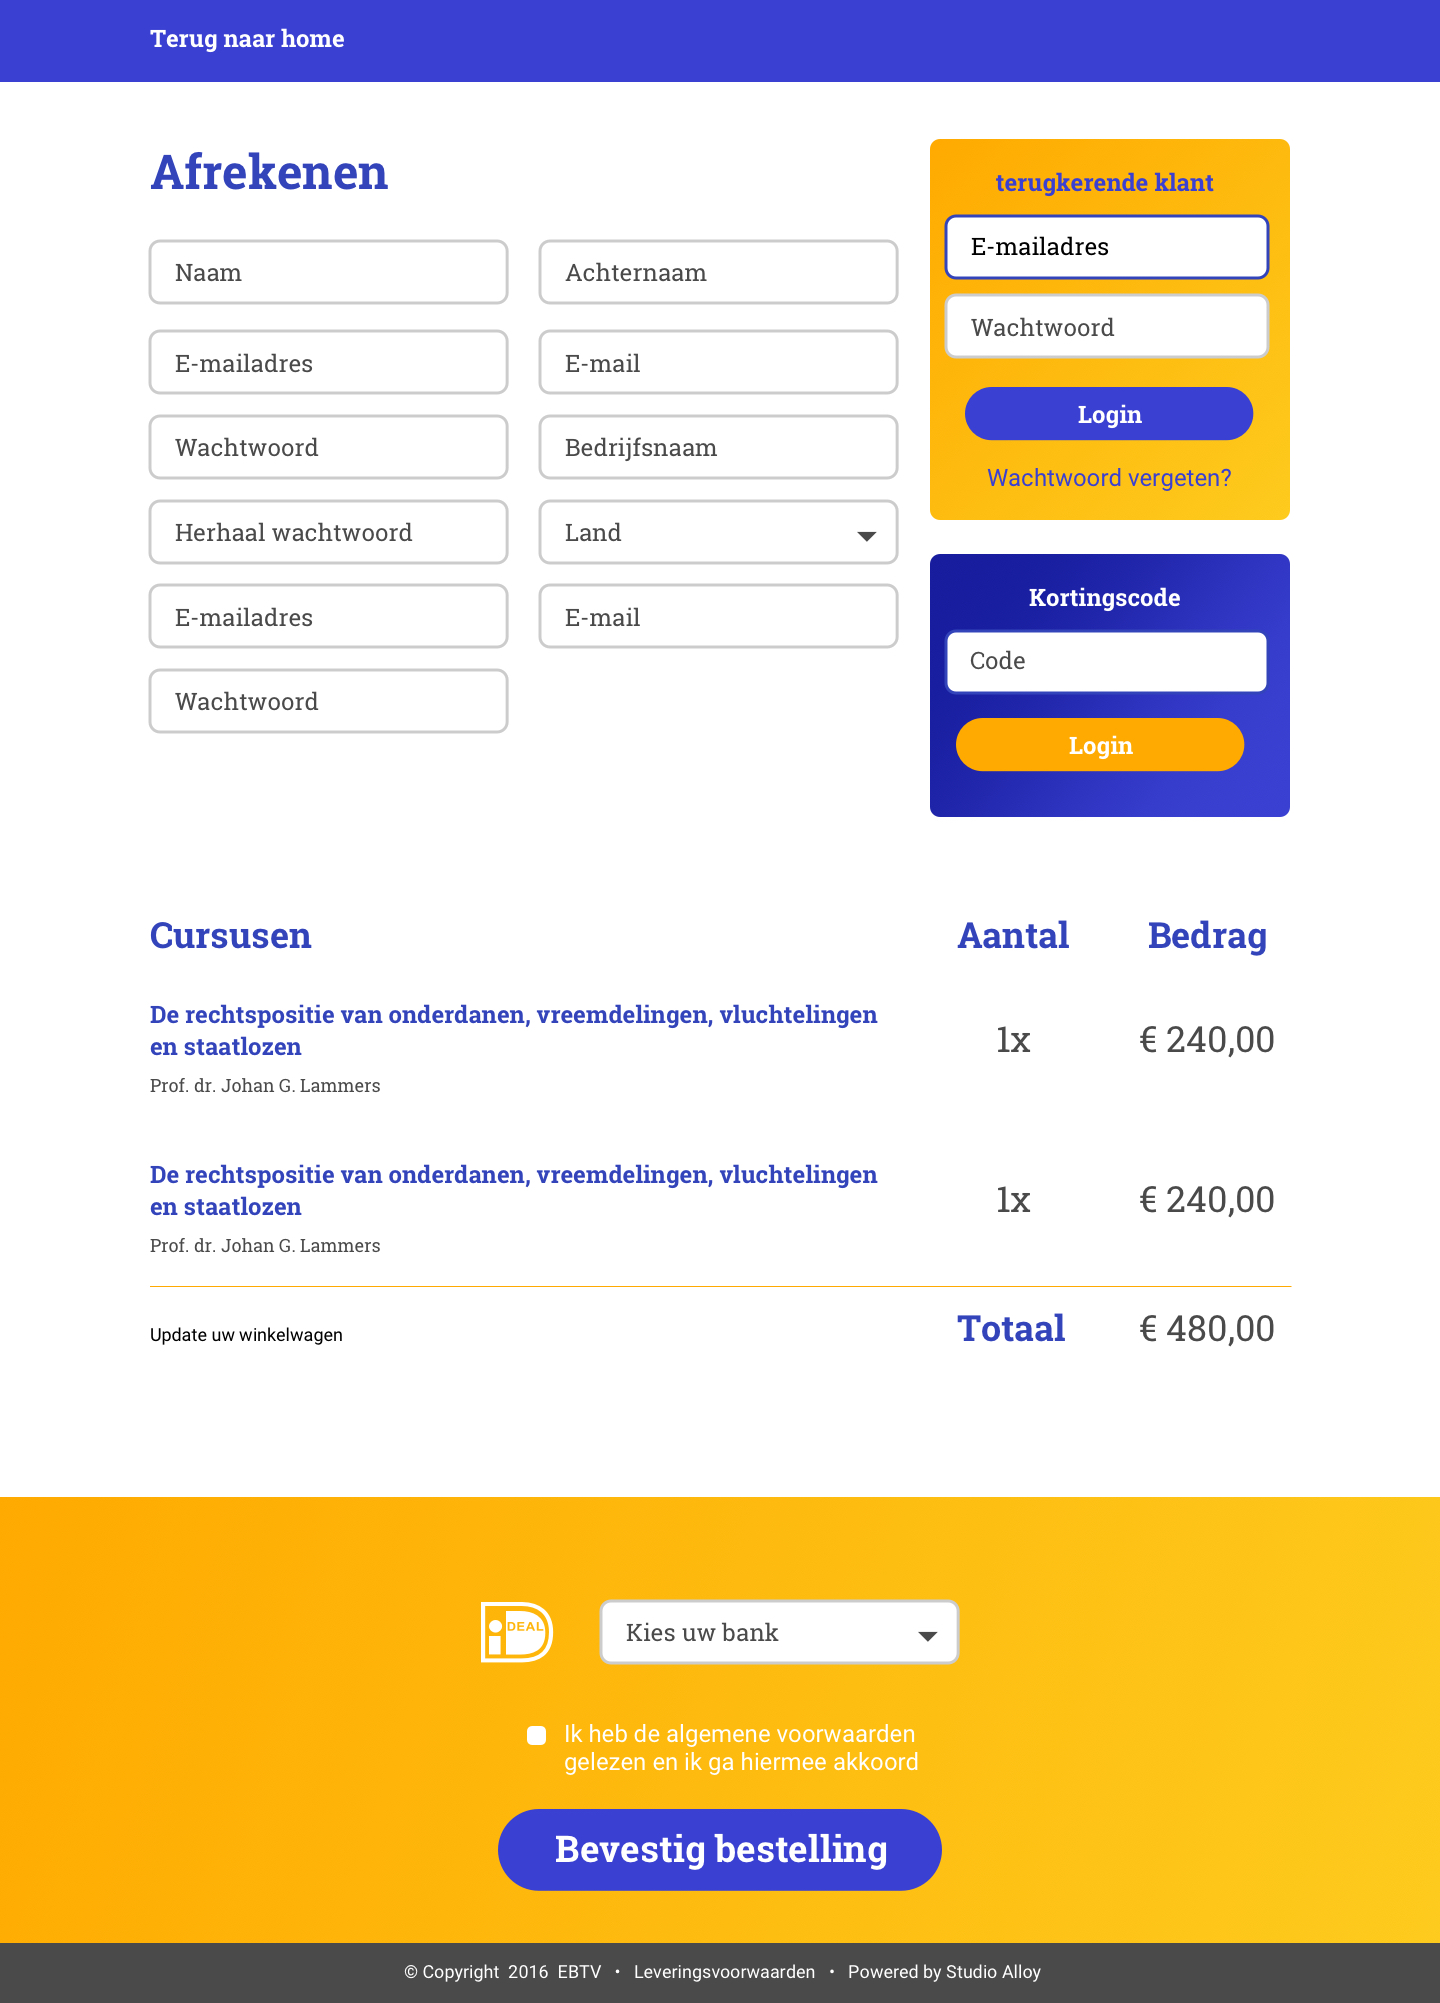 Terug naar home
Afrekenen
Naam
Achternaam
E-mailadres
E-mail
Wachtwoord
Bedrijfsnaam
Herhaal wachtwoord
Land
E-mailadres
E-mail
Wachtwoord
terugkerende klant
E-mailadres
Wachtwoord
Login
Wachtwoord vergeten?
Kortingscode
Code
Login
Cursusen
Aantal
Bedrag
De rechtspositie van onderdanen, vreemdelingen, vluchtelingen
en staatlozen
Prof. dr. Johan G. Lammers
1x
€ 240,00
De rechtspositie van onderdanen, vreemdelingen, vluchtelingen
en staatlozen
Prof. dr. Johan G. Lammers
1x
€ 240,00
Update uw winkelwagen
Totaal
€ 480,00
iDEAL
Kies uw bank
Ik heb de algemene voorwaarden
gelezen en ik ga hiermee akkoord
Bevestig bestelling
© Copyright 2016 EBTV • Leveringsvoorwaarden • Powered by Studio Alloy